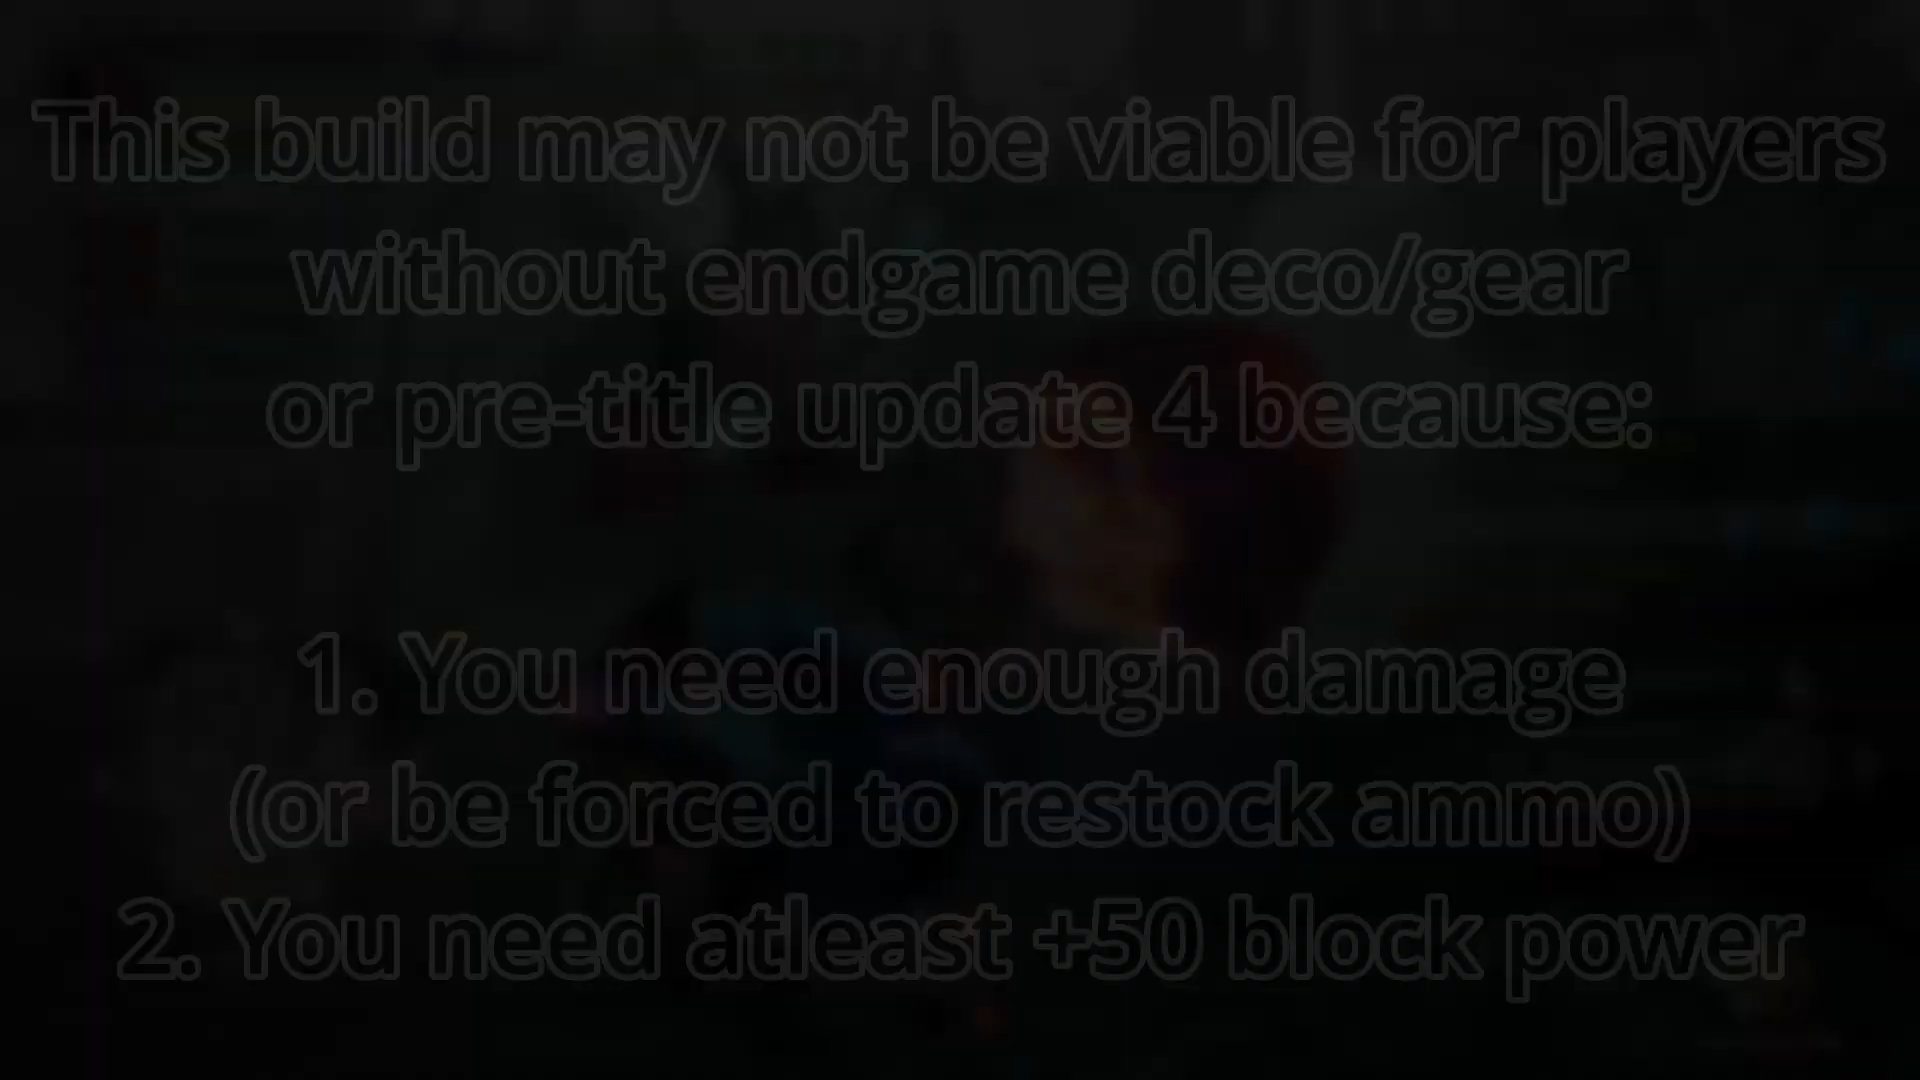 This build may not be viable for players
without endgame deco/gear
or pre-title update 4 because:
1. You need enough damage
(or be forced to restock ammo)
2. You need atleast +50 block power